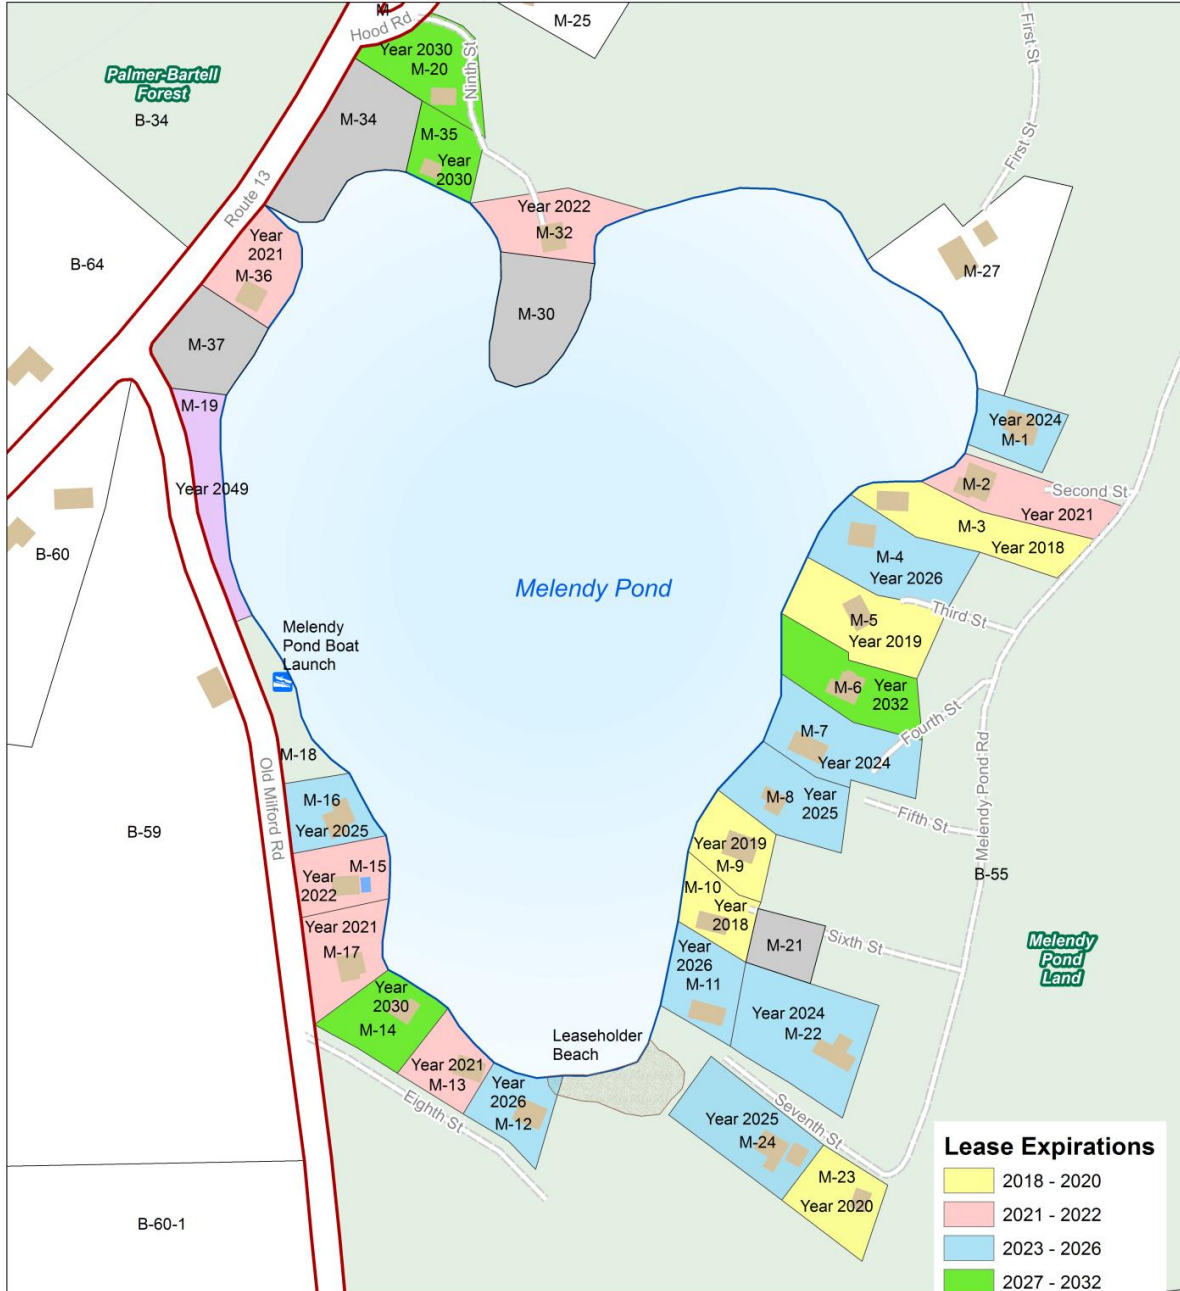 M
Hood Rd
M-25
First St
Palmer-Bartell
Forest
B-34
Year 2030
M-20
Ninth St
M-34
M-35
Year
2030
First St
Route 13
Year 2022
M-32
Year
2021
M-36
B-64
M-27
M-30
M-37
M-19
Year 2024
M-1
M-2
Second St
Year 2021
Year 2049
M-3
Year 2018
B-60
M-4
Year 2026
Melendy Pond
Third St
M-5
Year 2019
Melendy
Pond Boat
Launch
M-6
Year
2032
Fourth St
M-7
Year 2024
M-18
Old Milford Rd
Melendy Pond Rd
M-16
Year 2025
M-8
Year
2025
Fifth St
B-59
Year 2019
M-9
M-15
Year
2022
B-55
M-10
Year
2018
Year 2021
M-17
M-21
Sixth St
Melendy
Pond
Land
Year
2026
M-11
Year
2030
M-14
Year 2024
M-22
Leaseholder
Beach
Year 2021
M-13
Year
2026
M-12
Eighth St
Seventh St
Year 2025
M-24
M-23
Year 2020
B-60-1
Lease Expirations
2018 - 2020
2021 - 2022
2023 - 2026
2027 - 2032